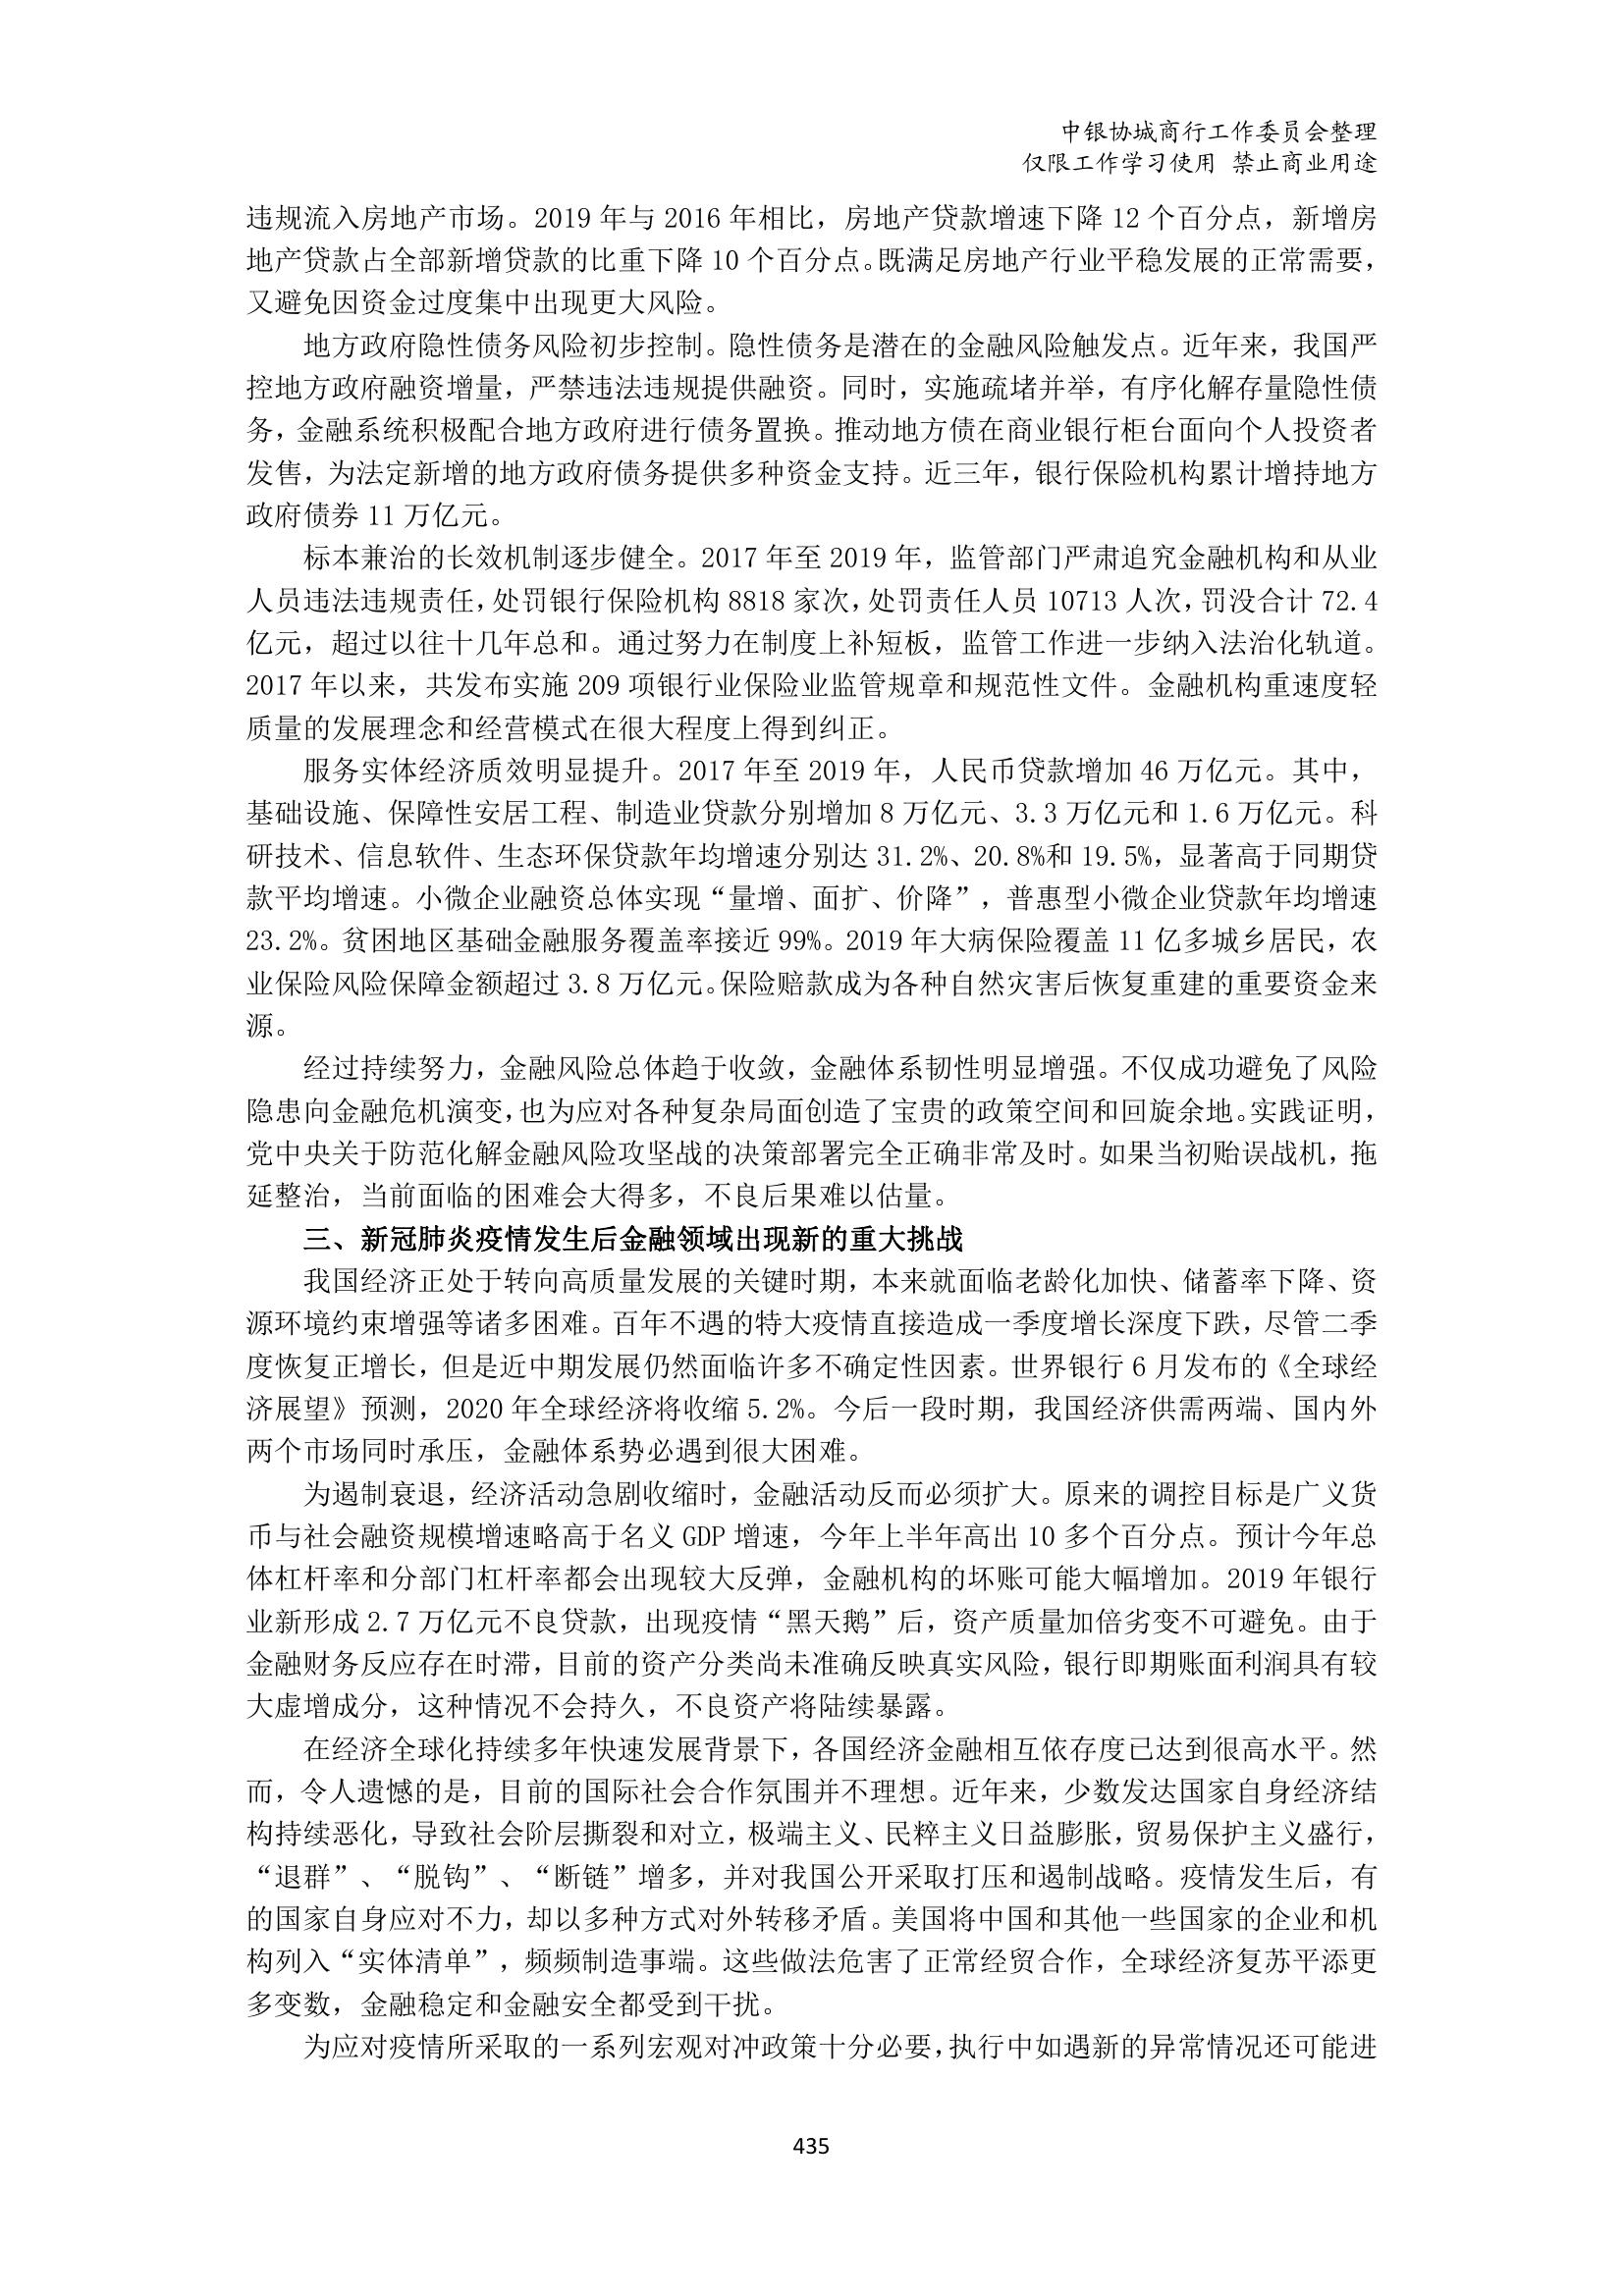 中银协城商行工作委员会整理
仅限工作学习使用 禁止商业用途
违规流入房地产市场。2019 年与 2016 年相比，房地产贷款增速下降 12 个百分点，新增房
地产贷款占全部新增贷款的比重下降 10 个百分点。既满足房地产行业平稳发展的正常需要，
又避免因资金过度集中出现更大风险。
地方政府隐性债务风险初步控制。隐性债务是潜在的金融风险触发点。近年来，我国严
控地方政府融资增量，严禁违法违规提供融资。同时，实施疏堵并举，有序化解存量隐性债
务，金融系统积极配合地方政府进行债务置换。推动地方债在商业银行柜台面向个人投资者
发售，为法定新增的地方政府债务提供多种资金支持。近三年，银行保险机构累计增持地方
政府债券 11 万亿元。
标本兼治的长效机制逐步健全。2017 年至 2019 年，监管部门严肃追究金融机构和从业
人员违法违规责任，处罚银行保险机构 8818 家次，处罚责任人员 10713 人次，罚没合计 72.4
亿元，超过以往十几年总和。通过努力在制度上补短板，监管工作进一步纳入法治化轨道。
2017 年以来，共发布实施 209 项银行业保险业监管规章和规范性文件。金融机构重速度轻
质量的发展理念和经营模式在很大程度上得到纠正。
服务实体经济质效明显提升。2017 年至 2019 年，人民币贷款增加 46 万亿元。其中，
基础设施、保障性安居工程、制造业贷款分别增加 8 万亿元、3.3 万亿元和 1.6 万亿元。科
研技术、信息软件、生态环保贷款年均增速分别达 31.2%、20.8%和 19.5%，显著高于同期贷
款平均增速。小微企业融资总体实现“量增、面扩、价降”，普惠型小微企业贷款年均增速
23.2%。贫困地区基础金融服务覆盖率接近 99%。2019 年大病保险覆盖 11 亿多城乡居民，农
业保险风险保障金额超过 3.8 万亿元。保险赔款成为各种自然灾害后恢复重建的重要资金来
源。
经过持续努力，金融风险总体趋于收敛，金融体系韧性明显增强。不仅成功避免了风险
隐患向金融危机演变，也为应对各种复杂局面创造了宝贵的政策空间和回旋余地。实践证明，
党中央关于防范化解金融风险攻坚战的决策部署完全正确非常及时。如果当初贻误战机，拖
延整治，当前面临的困难会大得多，不良后果难以估量。
三、新冠肺炎疫情发生后金融领域出现新的重大挑战
我国经济正处于转向高质量发展的关键时期，本来就面临老龄化加快、储蓄率下降、资
源环境约束增强等诸多困难。百年不遇的特大疫情直接造成一季度增长深度下跌，尽管二季
度恢复正增长，但是近中期发展仍然面临许多不确定性因素。世界银行 6 月发布的《全球经
济展望》预测，2020 年全球经济将收缩 5.2%。今后一段时期，我国经济供需两端、国内外
两个市场同时承压，金融体系势必遇到很大困难。
为遏制衰退，经济活动急剧收缩时，金融活动反而必须扩大。原来的调控目标是广义货
币与社会融资规模增速略高于名义 GDP 增速，今年上半年高出 10 多个百分点。预计今年总
体杠杆率和分部门杠杆率都会出现较大反弹，金融机构的坏账可能大幅增加。2019 年银行
业新形成 2.7 万亿元不良贷款，出现疫情“黑天鹅”后，资产质量加倍劣变不可避免。由于
金融财务反应存在时滞，目前的资产分类尚未准确反映真实风险，银行即期账面利润具有较
大虚增成分，这种情况不会持久，不良资产将陆续暴露。
在经济全球化持续多年快速发展背景下，各国经济金融相互依存度已达到很高水平。然
而，令人遗憾的是，目前的国际社会合作氛围并不理想。近年来，少数发达国家自身经济结
构持续恶化，导致社会阶层撕裂和对立，极端主义、民粹主义日益膨胀，贸易保护主义盛行，
“退群”、“脱钩”、“断链”增多，并对我国公开采取打压和遏制战略。疫情发生后，有
的国家自身应对不力，却以多种方式对外转移矛盾。美国将中国和其他一些国家的企业和机
构列入“实体清单”，频频制造事端。这些做法危害了正常经贸合作，全球经济复苏平添更
多变数，金融稳定和金融安全都受到干扰。
为应对疫情所采取的一系列宏观对冲政策十分必要，执行中如遇新的异常情况还可能进
435